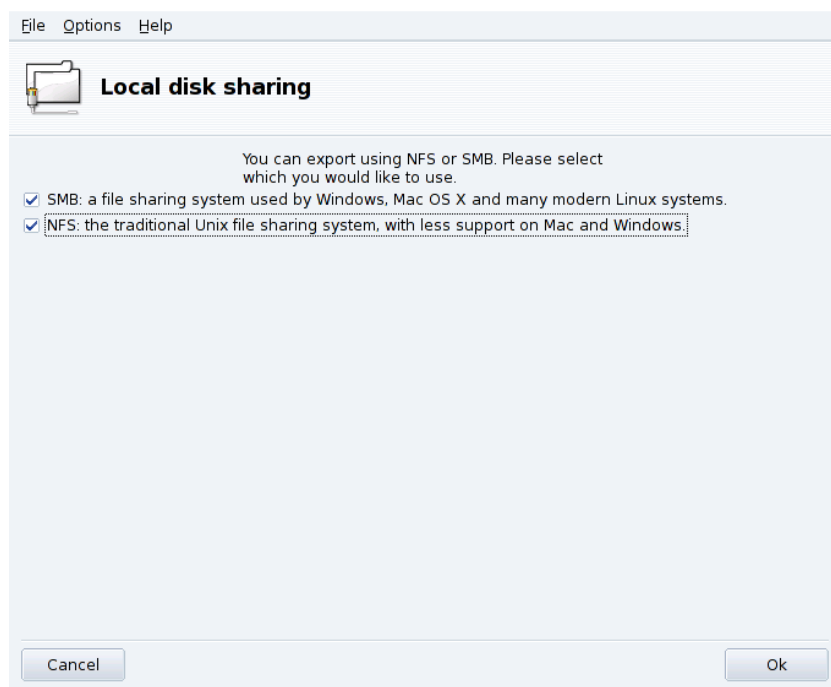 File Options Help
Local disk sharing
You can export using NFS or SMB. Please select
which you would like to use.
SMB: a file sharing system used by Windows, Mac OS X and many modern Linux systems.
NFS: the traditional Unix file sharing system, with less support on Mac and Windows.
Cancel Ok